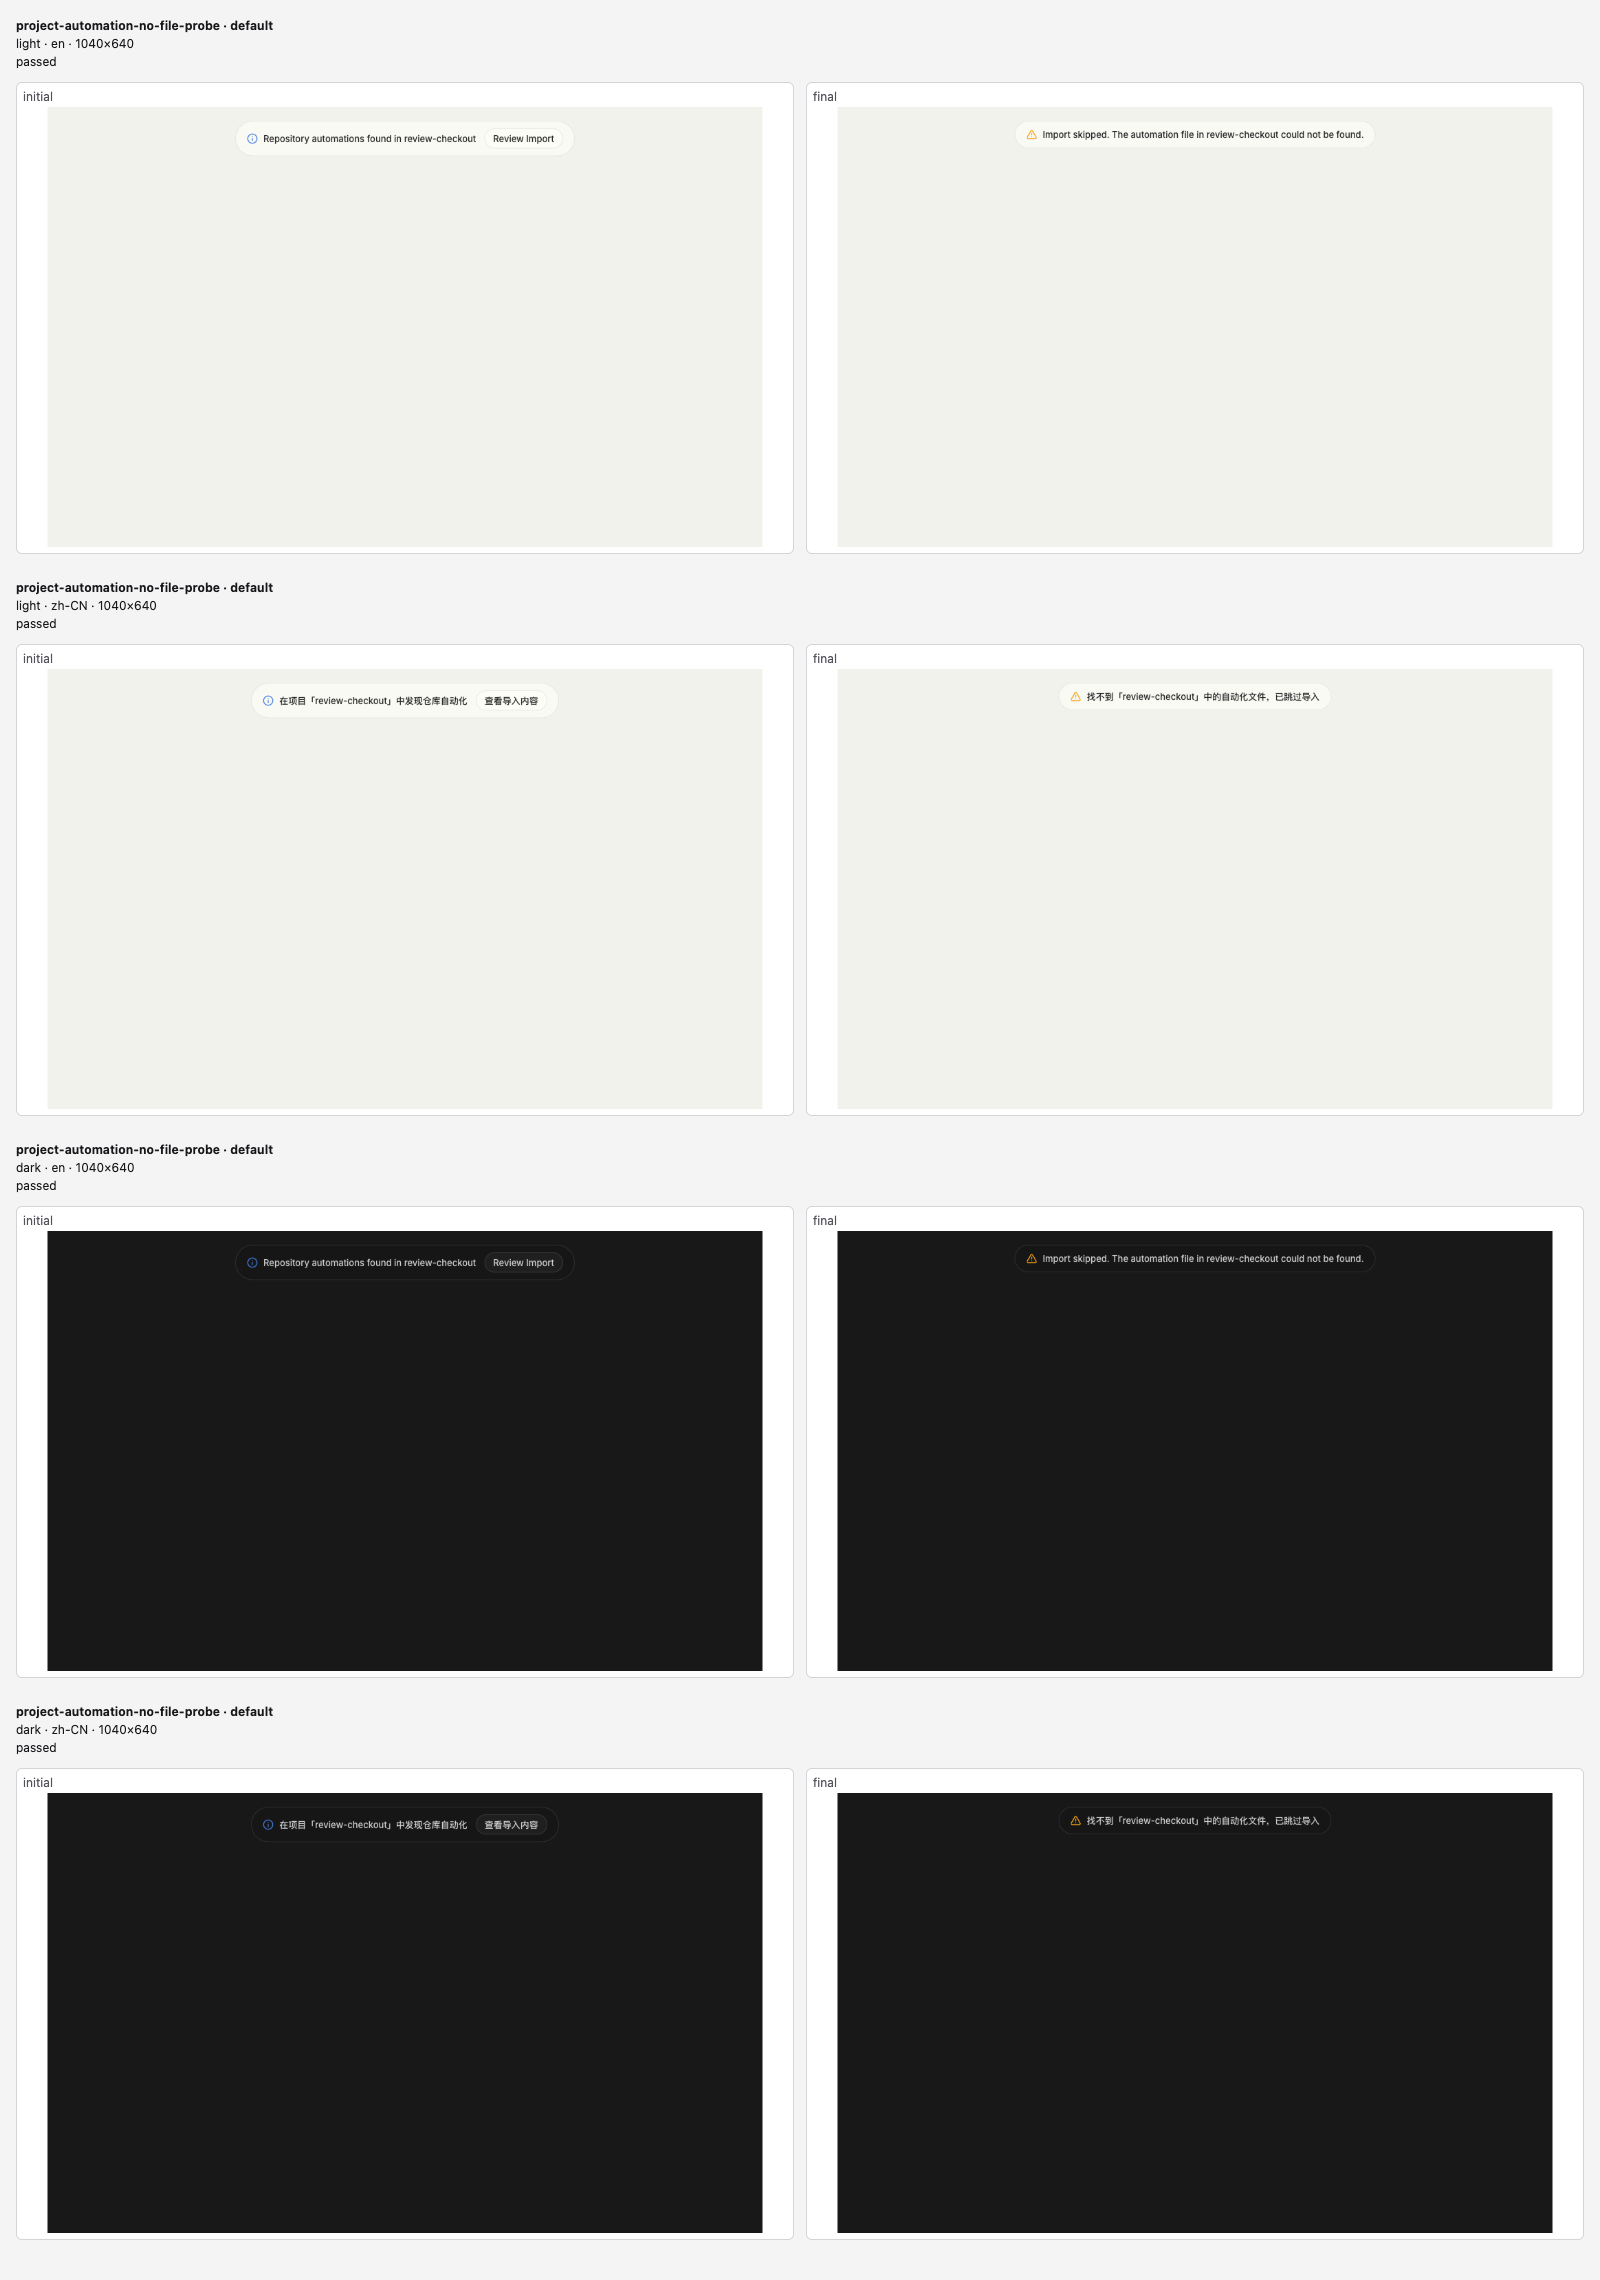 project-automation-no-file-probe · default
light · en · 1040×640
passed
initial
Repository automations found in review-checkout
Review Import
final
Import skipped. The automation file in review-checkout could not be found.
project-automation-no-file-probe · default
light · zh-CN · 1040×640
passed
initial
在项目「review-checkout」中发现仓库自动化
查看导入内容
final
找不到「review-checkout」中的自动化文件，已跳过导入
project-automation-no-file-probe · default
dark · en · 1040×640
passed
initial
Repository automations found in review-checkout
Review Import
final
Import skipped. The automation file in review-checkout could not be found.
project-automation-no-file-probe · default
dark · zh-CN · 1040×640
passed
initial
在项目「review-checkout」中发现仓库自动化
查看导入内容
final
找不到「review-checkout」中的自动化文件，已跳过导入